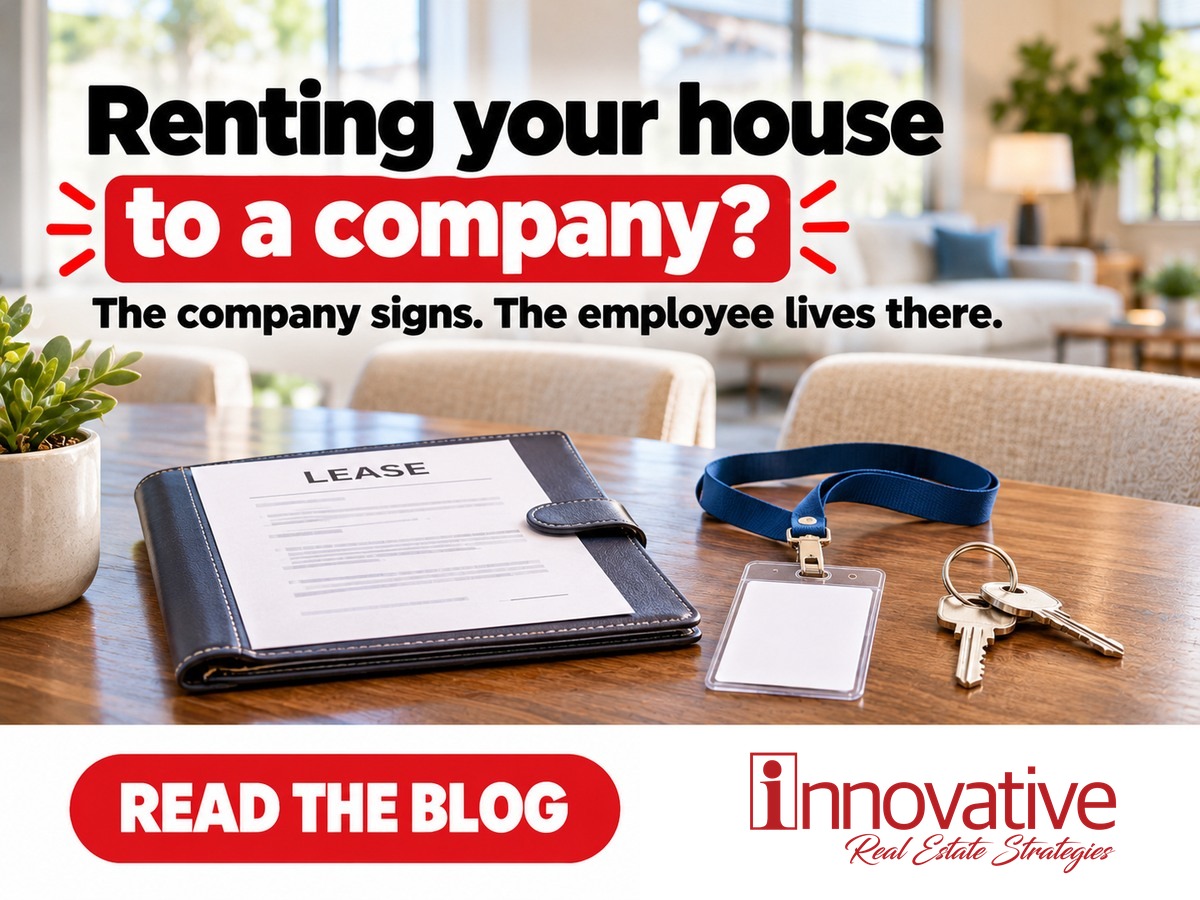 Renting your house
to a company?
The company signs. The employee lives there.
LEASE
READ THE BLOG
innovative
Real Estate Strategies